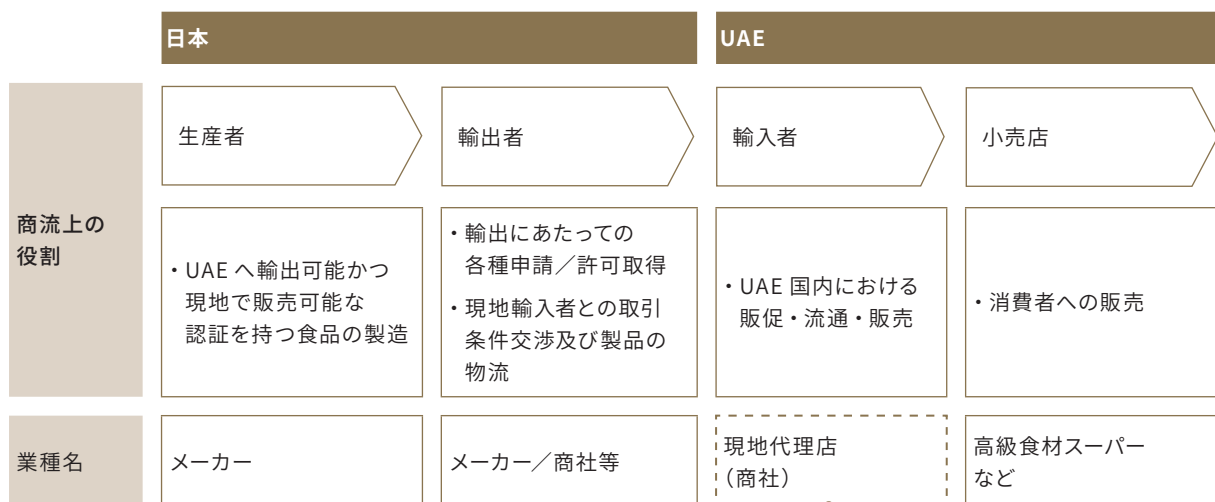 日本
UAE
生産者
輸出者
輸入者
小売店
商流上の
役割
・UAE へ輸出可能かつ
現地で販売可能な
認証を持つ食品の製造
・輸出にあたっての
各種申請／許可取得
・現地輸入者との取引
条件交渉及び製品の
物流
・UAE 国内における
販促・流通・販売
・消費者への販売
業種名
メーカー
メーカー／商社等
現地代理店
（商社）
高級食材スーパー
など